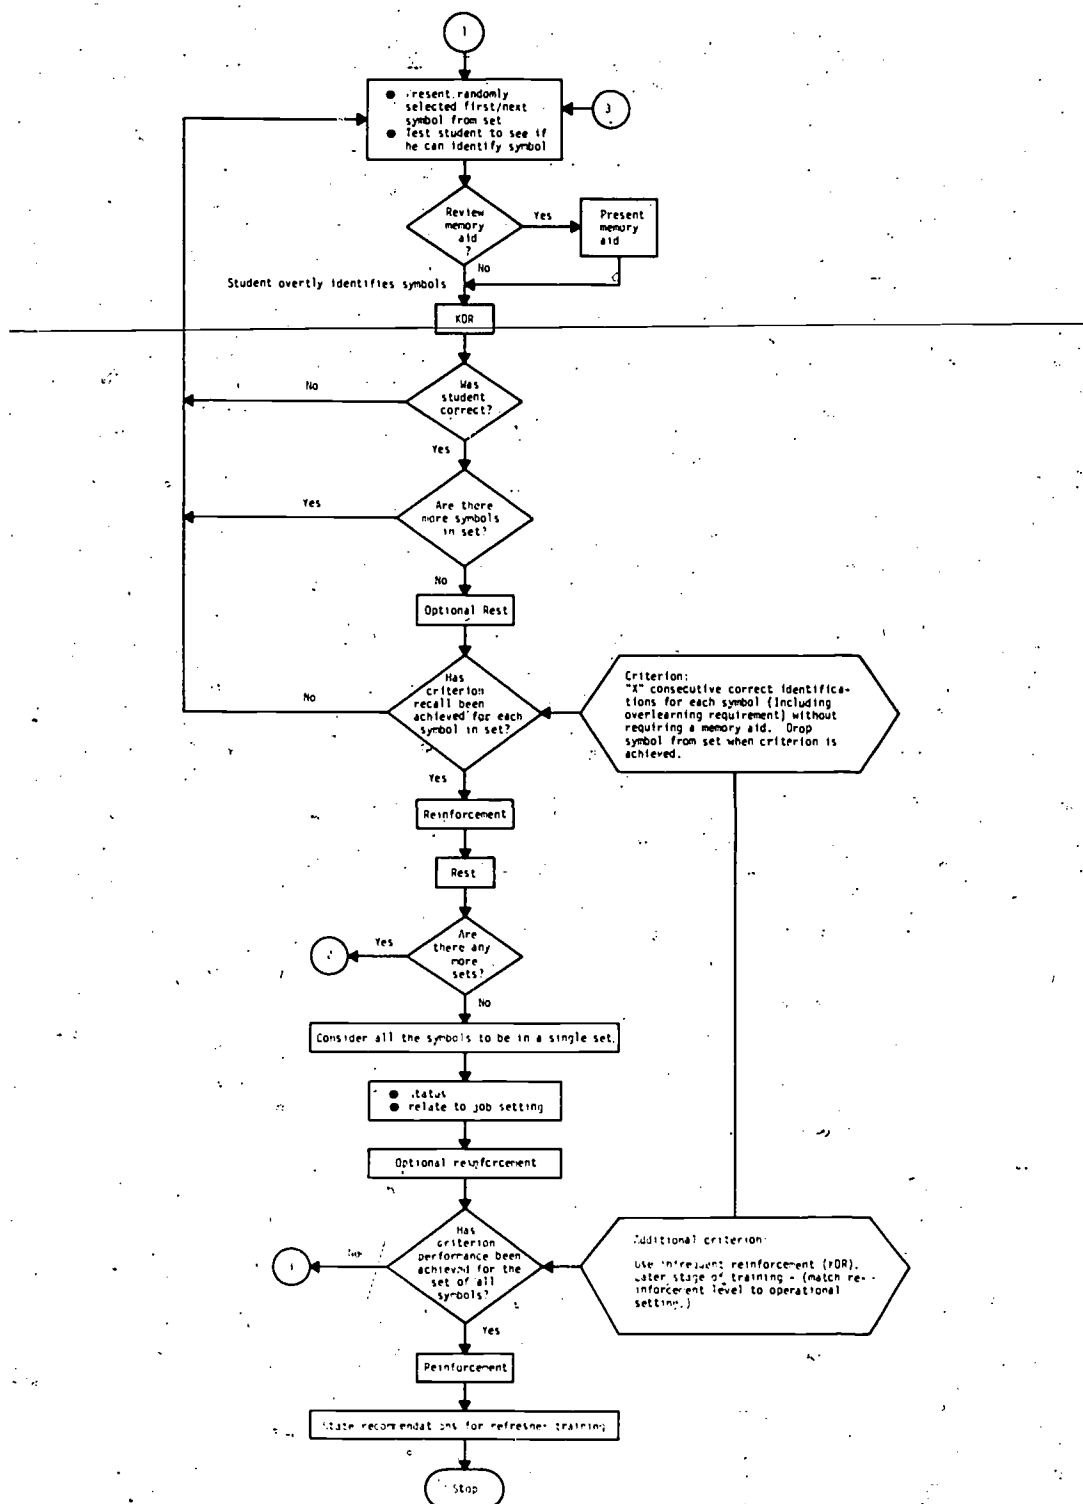 1
● Present randomly
selected first/next
symbol from set
● Test student to see if
he can identify symbol
3
Review
memory
aid
?
Yes
Present
memory
aid
No
Student overtly identifies symbols
KOR
Was
student
correct?
No
Yes
Are there
more symbols
in set?
Yes
No
Optional Rest
Has
criterion
recall been
achieved for each
symbol in set?
No
Criterion:
"X" consecutive correct identifica-
tions for each symbol (Including
overlearning requirement) without
requiring a memory aid. Drop
symbol from set when criterion is
achieved.
Yes
Reinforcement
Rest
Are
there any
more
sets?
Yes
2
No
Consider all the symbols to be in a single set.
● Status
● relate to job setting
Optional reinforcement
Has
criterion
performance been
achieved for the
set of all
symbols?
No
Additional criterion:
Use infrequent reinforcement (KOR).
Later stage of training - (match re-
inforcement level to operational
setting.)
Yes
Reinforcement
State recommendations for refresher training
Stop